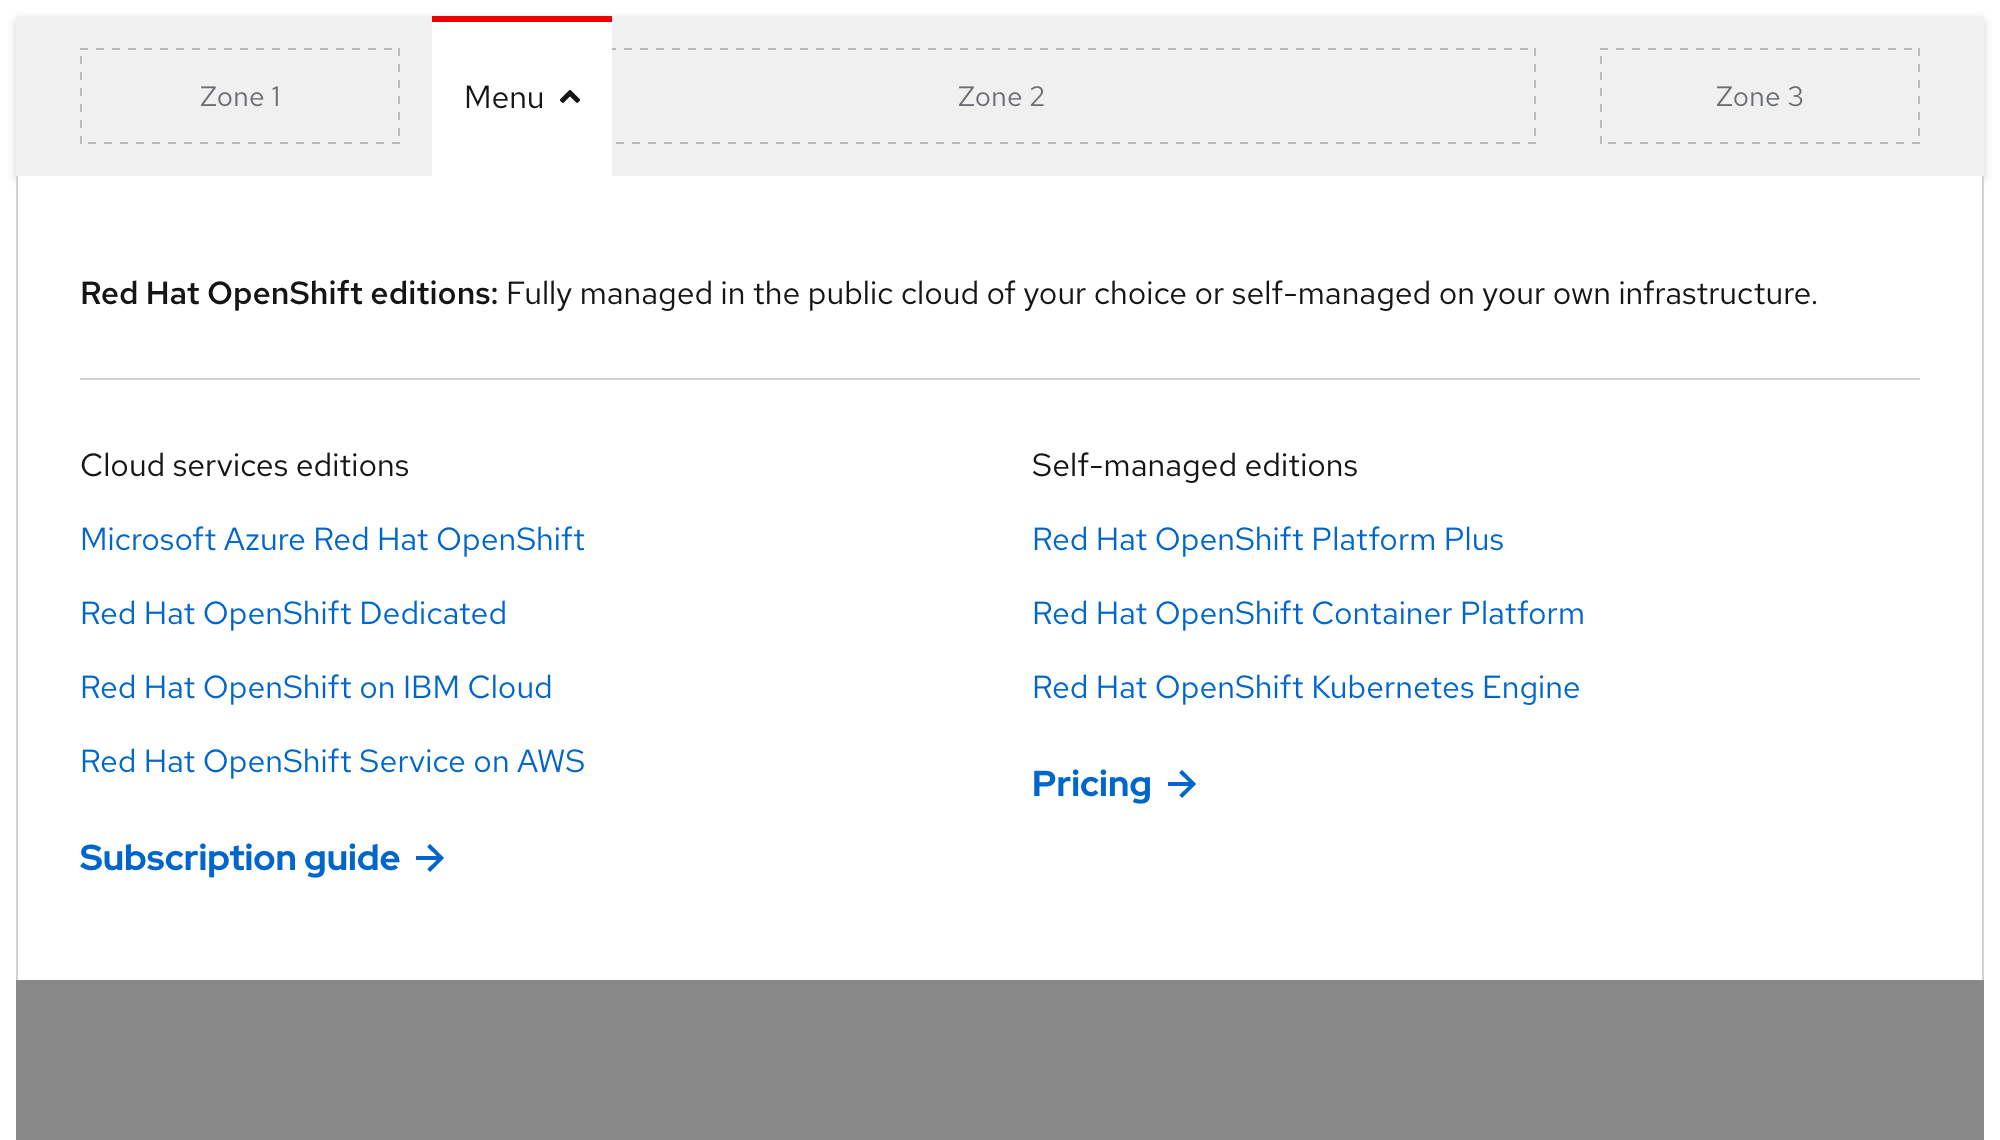 Zone 1
Menu
Zone 2
Zone 3
Red Hat OpenShift editions: Fully managed in the public cloud of your choice or self-managed on your own infrastructure.
Cloud services editions
Microsoft Azure Red Hat OpenShift
Red Hat OpenShift Dedicated
Red Hat OpenShift on IBM Cloud
Red Hat OpenShift Service on AWS
Subscription guide →
Self-managed editions
Red Hat OpenShift Platform Plus
Red Hat OpenShift Container Platform
Red Hat OpenShift Kubernetes Engine
Pricing →